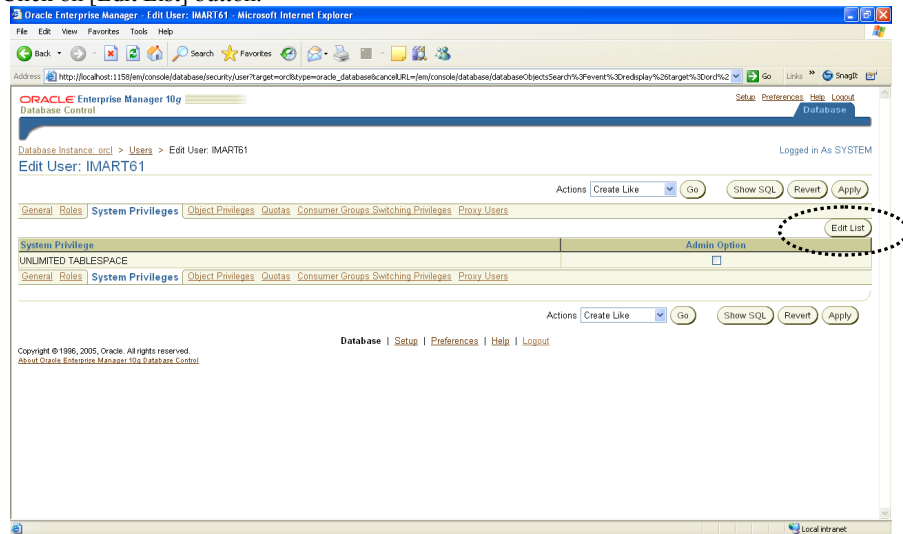 Click on [Edit List] button.
Oracle Enterprise Manager - Edit User: IMART61 - Microsoft Internet Explorer
File Edit View Favorites Tools Help
Back Search Favorites
Address http://localhost:1158/em/console/database/security/user?target=orcl&type=oracle_database&cancelURL=/em/console/database/databaseObjectsSearch%3Fevent%3Dredisplay%26target%3Dorcl%2 Go Links » SnagIt
ORACLE Enterprise Manager 10g
Setup Preferences Help Logout
Database Control
Database
Database Instance: orcl > Users > Edit User: IMART61
Logged in As SYSTEM
Edit User: IMART61
Actions Create Like Go Show SQL Revert Apply
General Roles System Privileges Object Privileges Quotas Consumer Groups Switching Privileges Proxy Users
Edit List
System Privilege Admin Option
UNLIMITED TABLESPACE
General Roles System Privileges Object Privileges Quotas Consumer Groups Switching Privileges Proxy Users
Actions Create Like Go Show SQL Revert Apply
Database | Setup | Preferences | Help | Logout
Copyright © 1996, 2005, Oracle. All rights reserved.
About Oracle Enterprise Manager 10g Database Control
Local intranet